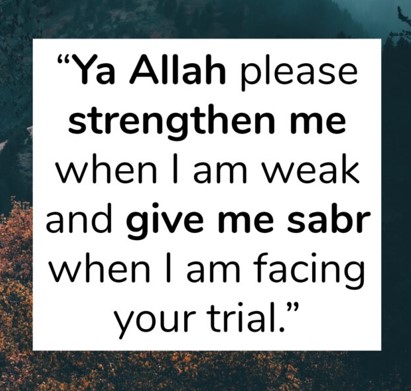 “Ya Allah please
strengthen me
when I am weak
and give me sabr
when I am facing
your trial.”